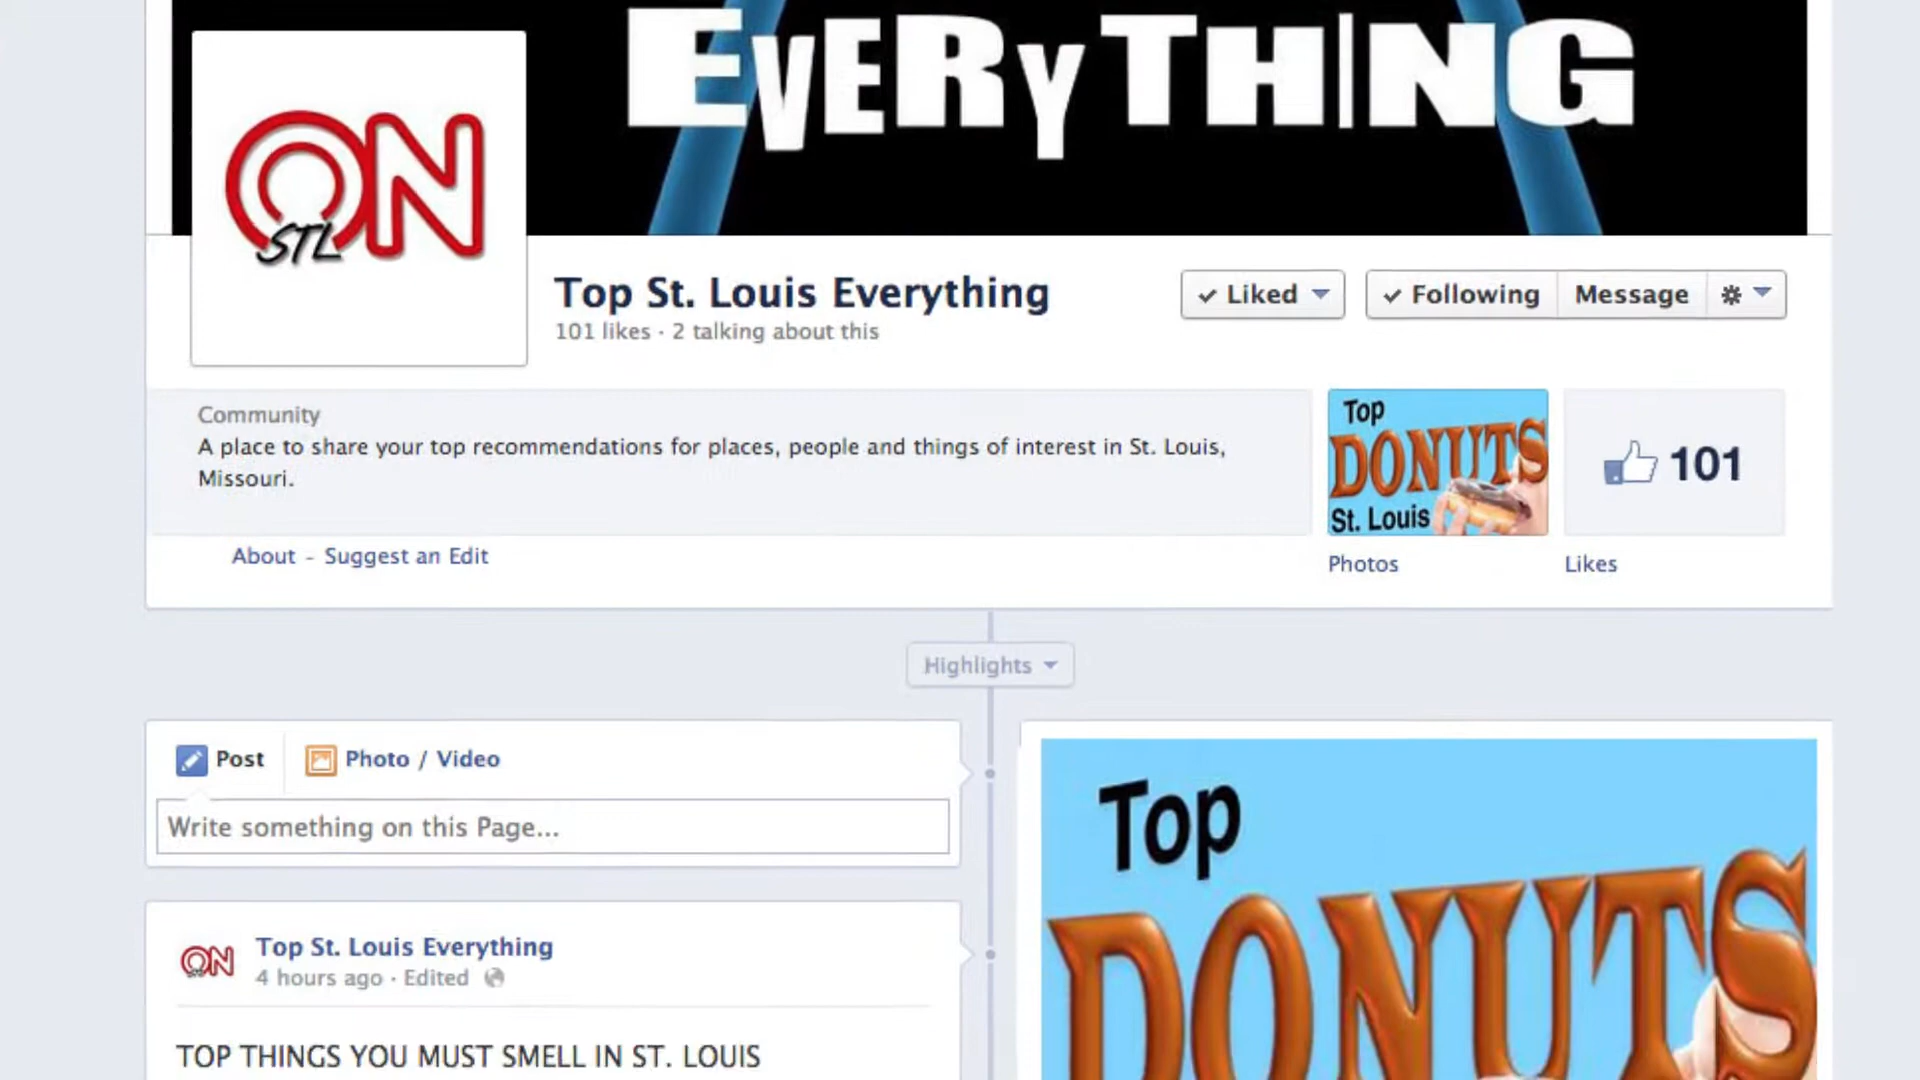 EVERYTHING
ON
STL
Top St. Louis Everything
101 likes · 2 talking about this
Liked
Following
Message
Community
A place to share your top recommendations for places, people and things of interest in St. Louis,
Missouri.
About - Suggest an Edit
Top
DONUTS
St. Louis
Photos
101
Likes
Highlights
Post
Photo / Video
Write something on this Page...
ON
Top St. Louis Everything
4 hours ago · Edited
TOP THINGS YOU MUST SMELL IN ST. LOUIS
Top
DONUTS